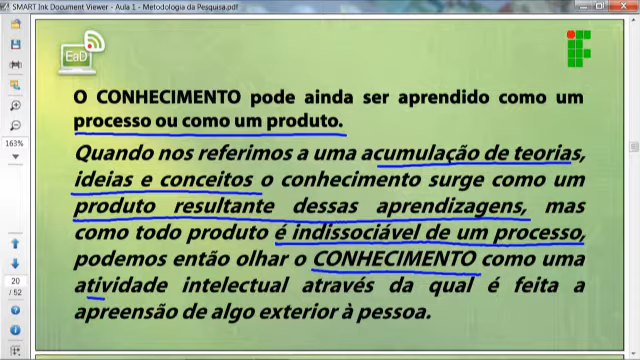 SMART Ink Document Viewer - Aula 1 - Metodologia da Pesquisa.pdf
EaD
O CONHECIMENTO pode ainda ser aprendido como um
processo ou como um produto.
163%
Quando nos referimos a uma acumulação de teorias,
ideias e conceitos o conhecimento surge como um
produto resultante dessas aprendizagens, mas
como todo produto é indissociável de um processo,
podemos então olhar o CONHECIMENTO como uma
20
atividade intelectual através da qual é feita a
/ 52
apreensão de algo exterior à pessoa.